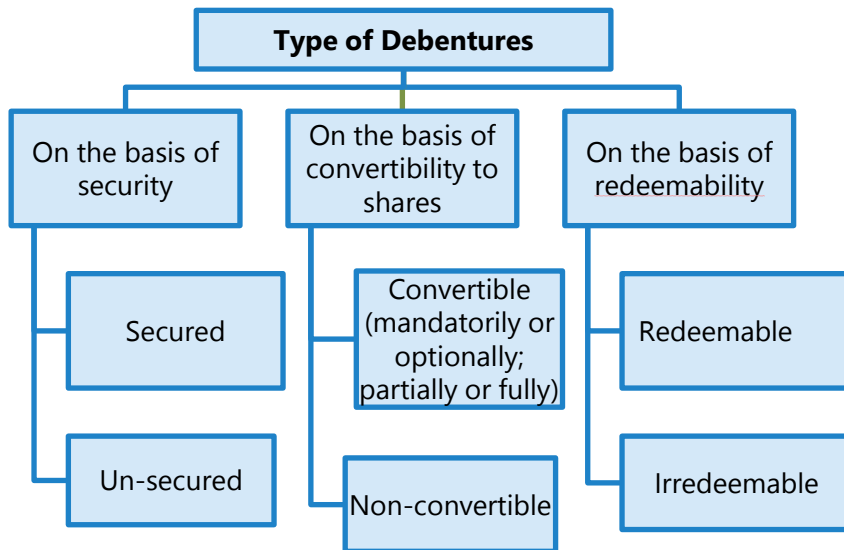 Type of Debentures
On the basis of
security
On the basis of
convertibility to
shares
On the basis of
redeemability
Secured
Un-secured
Convertible
(mandatorily or
optionally;
partially or fully)
Non-convertible
Redeemable
Irredeemable